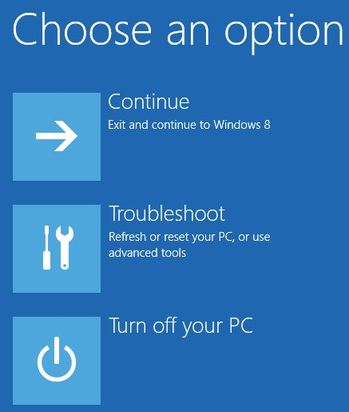 Choose an option
Continue
Exit and continue to Windows 8
Troubleshoot
Refresh or reset your PC, or use
advanced tools
Turn off your PC